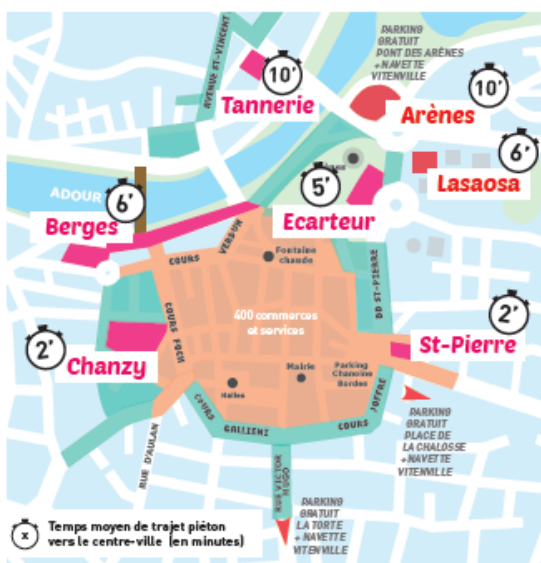 PARKING
GRATUIT
PONT DES ARÈNES
+ NAVETTE
VITENVILLE
AVENUE ST-VINCENT
10'
Tannerie
10'
Arènes
6'
Lasaosa
5'
Ecarteur
ADOUR
6'
Berges
COURS VERDUN
Fontaine
chaude
BD ST-PIERRE
COURS FOCH
400 commerces
et services
2'
St-Pierre
2'
Chanzy
Mairie
Parking
Chanoine
Bordes
Halles
COURS GALLIENI
COURS JOFFRE
PARKING
GRATUIT
PLACE DE
LA CHALOSSE
+ NAVETTE
VITENVILLE
RUE D'AULAN
RUE VICTOR
HUGO
PARKING
GRATUIT
LA TORTE
+ NAVETTE
VITENVILLE
x
Temps moyen de trajet piéton
vers le centre-ville (en minutes)